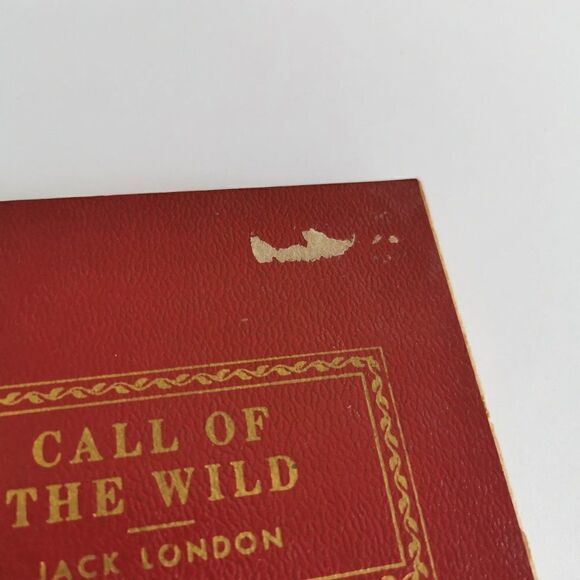 CALL OF
THE WILD
JACK LONDON